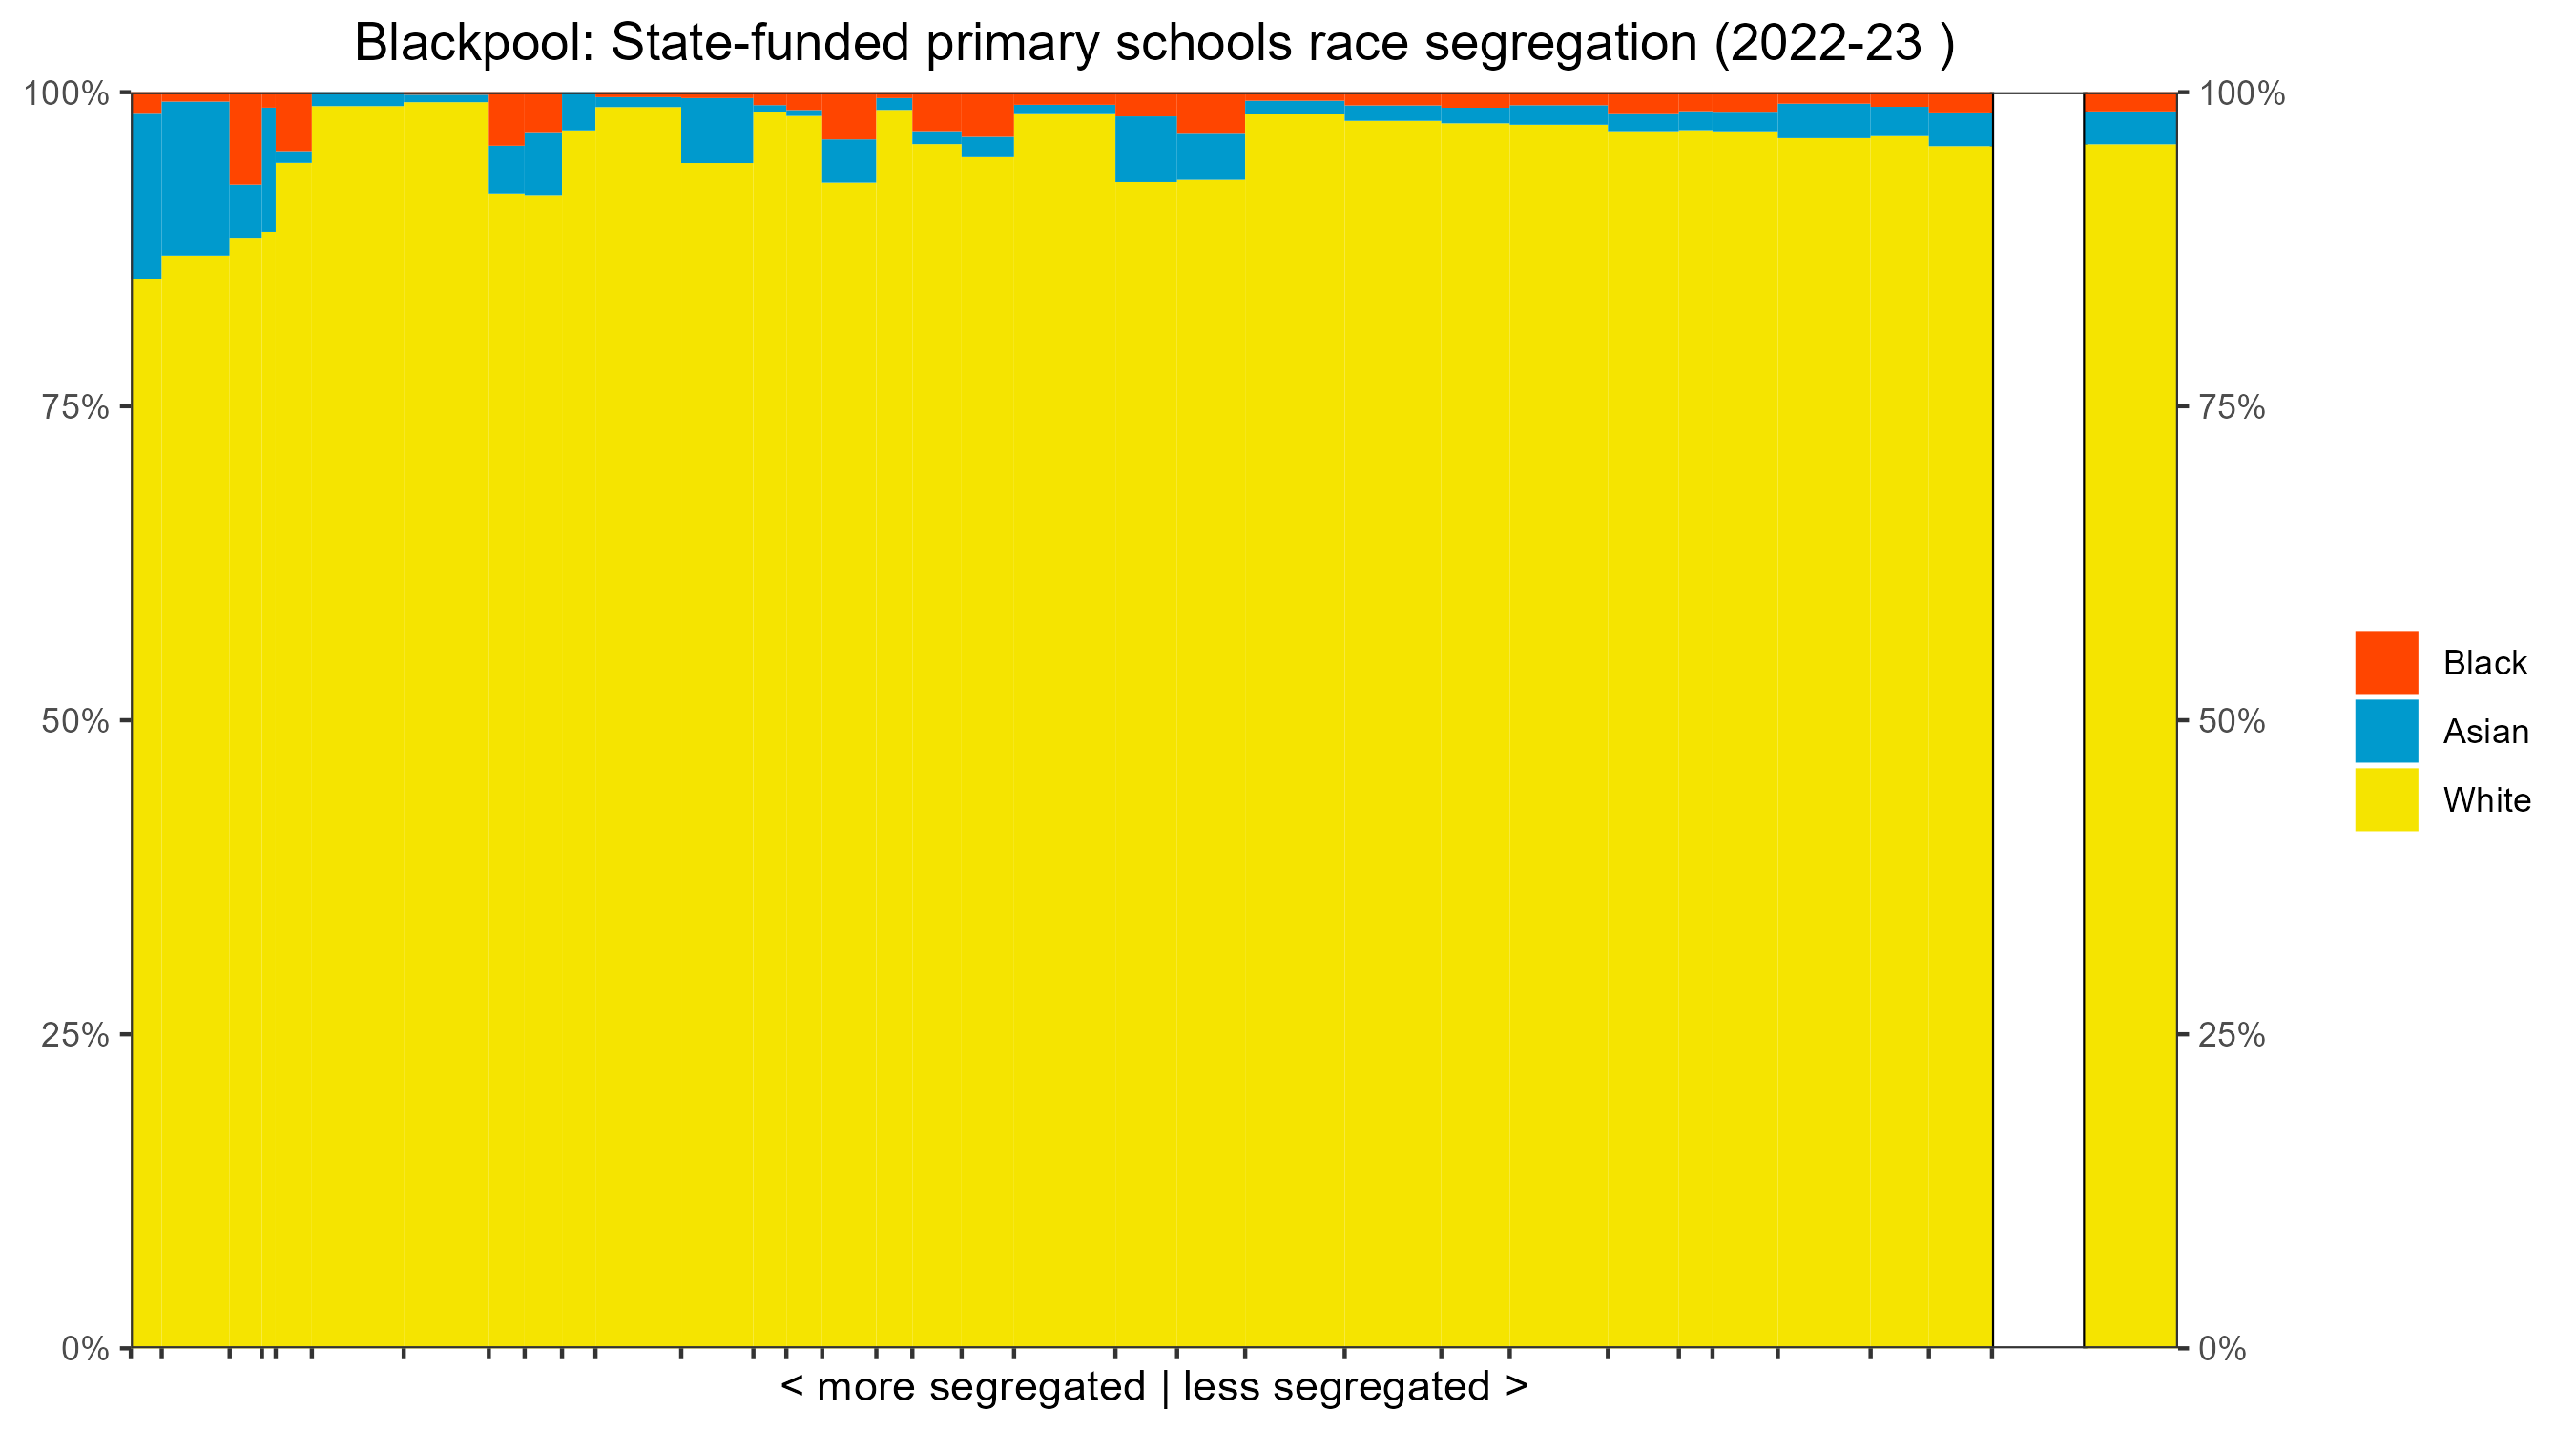 Blackpool: State-funded primary schools race segregation (2022-23 )
100%
75%
50%
25%
0%
100%
75%
50%
25%
0%
Black
Asian
White
< more segregated | less segregated >